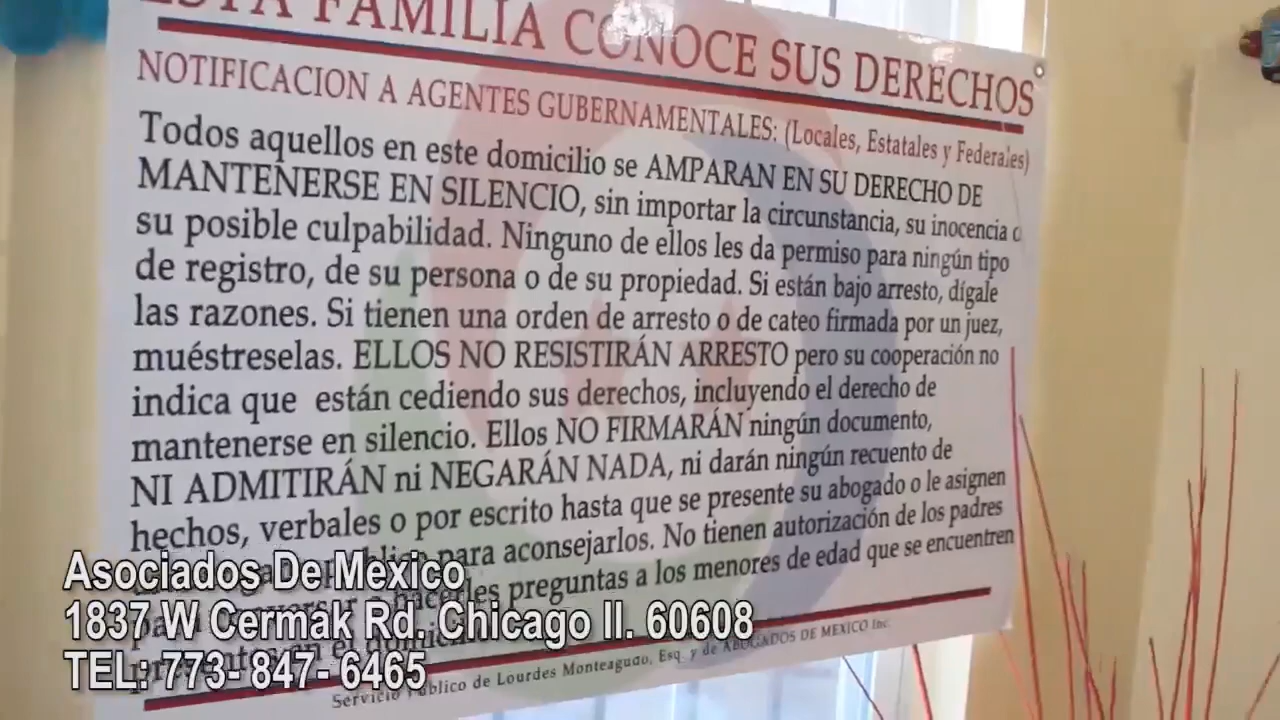 ESTA FAMILIA CONOCE SUS DERECHOS
NOTIFICACION A AGENTES GUBERNAMENTALES: (Locales, Estatales y Federales)
Todos aquellos en este domicilio se AMPARAN EN SU DERECHO DE
MANTENERSE EN SILENCIO, sin importar la circunstancia, su inocencia o
su posible culpabilidad. Ninguno de ellos les da permiso para ningún tipo
de registro, de su persona o de su propiedad. Si están bajo arresto, dígale
las razones. Si tienen una orden de arresto o de cateo firmada por un juez,
muéstreselas. ELLOS NO RESISTIRÁN ARRESTO pero su cooperación no
indica que están cediendo sus derechos, incluyendo el derecho de
mantenerse en silencio. Ellos NO FIRMARÁN ningún documento,
NI ADMITIRÁN ni NEGARÁN NADA, ni darán ningún recuento de
hechos, verbales o por escrito hasta que se presente su abogado o le asignen
para aconsejarlos. No tienen autorización de los padres
hacerles preguntas a los menores de edad que se encuentren
en el
Servicio Público de Lourdes Monteagudo, Esq. y de ABOGADOS DE MEXICO Inc.
Asociados De Mexico
1837 W Cermak Rd. Chicago Il. 60608
TEL: 773- 847- 6465